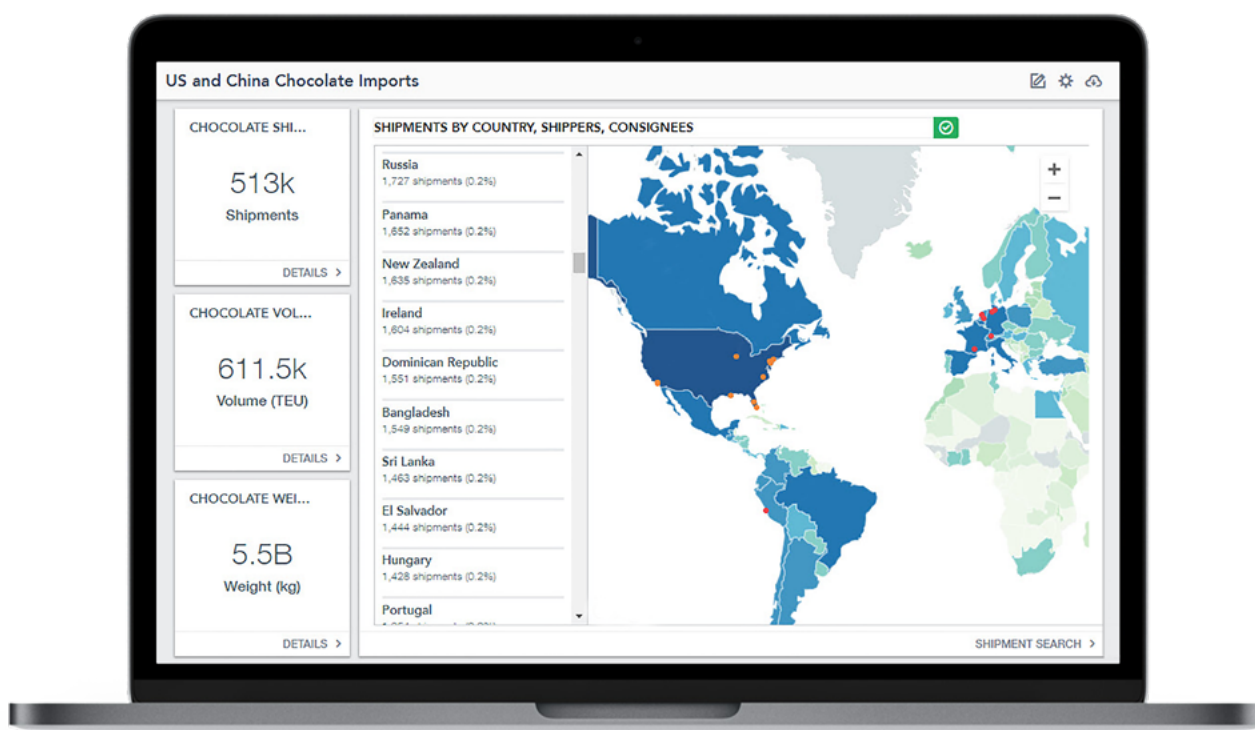 US and China Chocolate Imports
CHOCOLATE SHI...
513k
Shipments
DETAILS >
CHOCOLATE VOL...
611.5k
Volume (TEU)
DETAILS >
CHOCOLATE WEI...
5.5B
Weight (kg)
DETAILS >
SHIPMENTS BY COUNTRY, SHIPPERS, CONSIGNEES
Russia
1,727 shipments (0.2%)
Panama
1,652 shipments (0.2%)
New Zealand
1,635 shipments (0.2%)
Ireland
1,604 shipments (0.2%)
Dominican Republic
1,551 shipments (0.2%)
Bangladesh
1,549 shipments (0.2%)
Sri Lanka
1,463 shipments (0.2%)
El Salvador
1,444 shipments (0.2%)
Hungary
1,428 shipments (0.2%)
Portugal
+
−
SHIPMENT SEARCH >